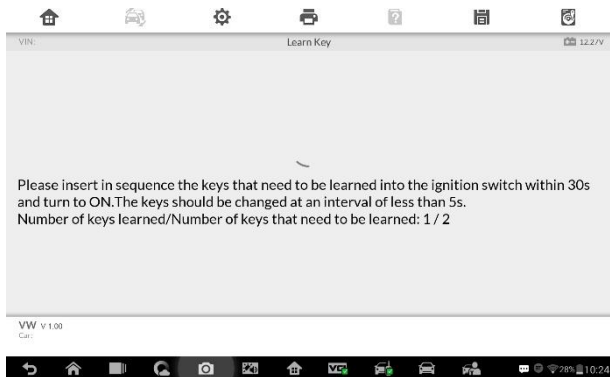 VIN:
Learn Key
12.27V
Please insert in sequence the keys that need to be learned into the ignition switch within 30s
and turn to ON.The keys should be changed at an interval of less than 5s.
Number of keys learned/Number of keys that need to be learned: 1 / 2
VW V 1.00
Car:
28% 10:24